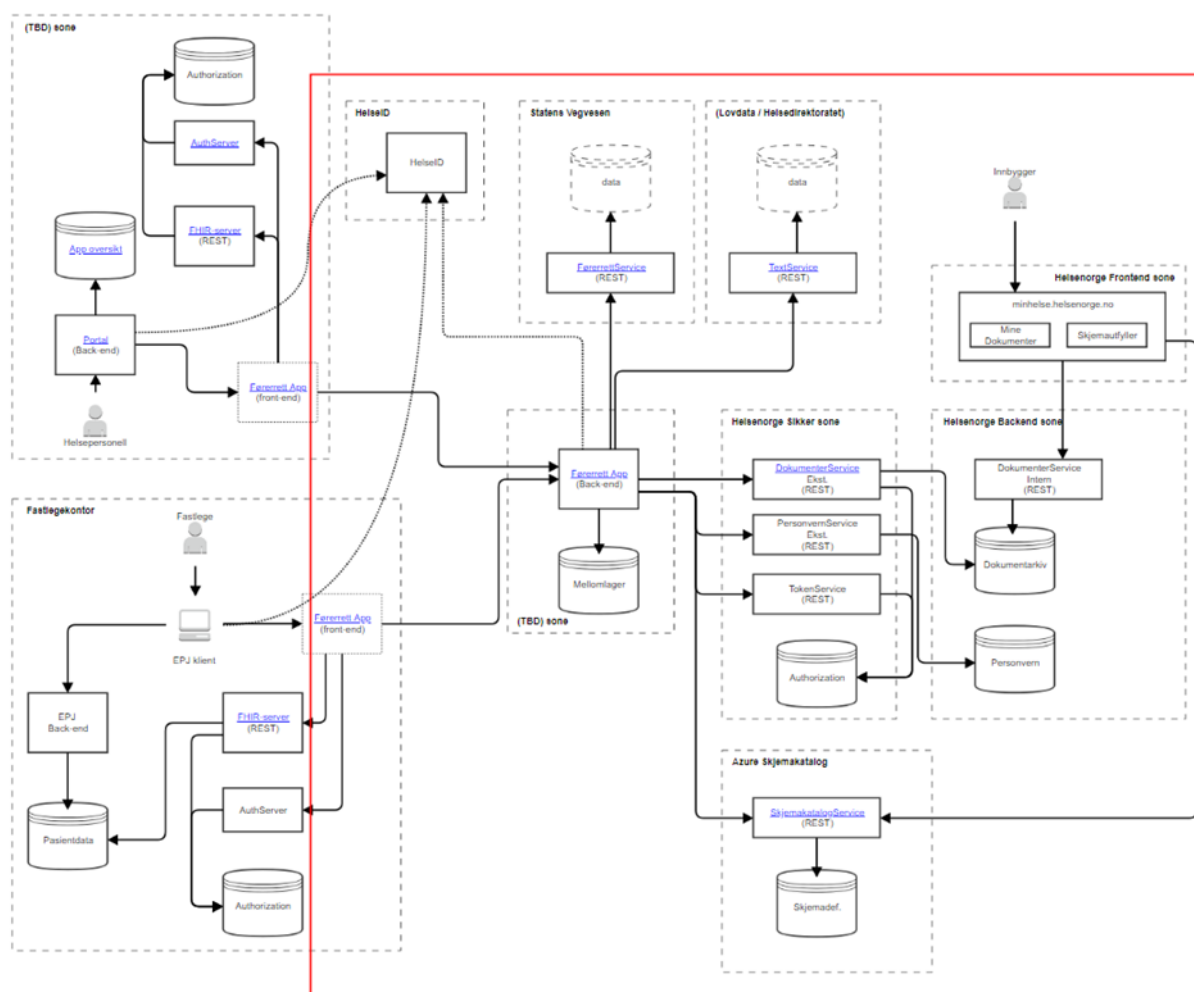 (TBD) sone
Authorization
AuthServer
FHIR-server
(REST)
App oversikt
Portal
(Back-end)
Helsepersonell
Førerrett App
(front-end)
HelseID
HelseID
Statens Vegvesen
data
FørerrettService
(REST)
(Lovdata / Helsedirektoratet)
data
TextService
(REST)
Innbygger
Helsenorge Frontend sone
minhelse.helsenorge.no
Mine
Dokumenter
Skjemautfyller
Fastlegekontor
Fastlege
EPJ klient
Førerrett App
(front-end)
EPJ
Back-end
FHIR-server
(REST)
AuthServer
Pasientdata
Authorization
Førerrett App
(Back-end)
Mellomlager
(TBD) sone
Helsenorge Sikker sone
DokumenterService
Ekst.
(REST)
PersonvernService
Ekst.
(REST)
TokenService
(REST)
Authorization
Helsenorge Backend sone
DokumenterService
Intern
(REST)
Dokumentarkiv
Personvern
Azure Skjemakatalog
SkjemakatalogService
(REST)
Skjemadef.